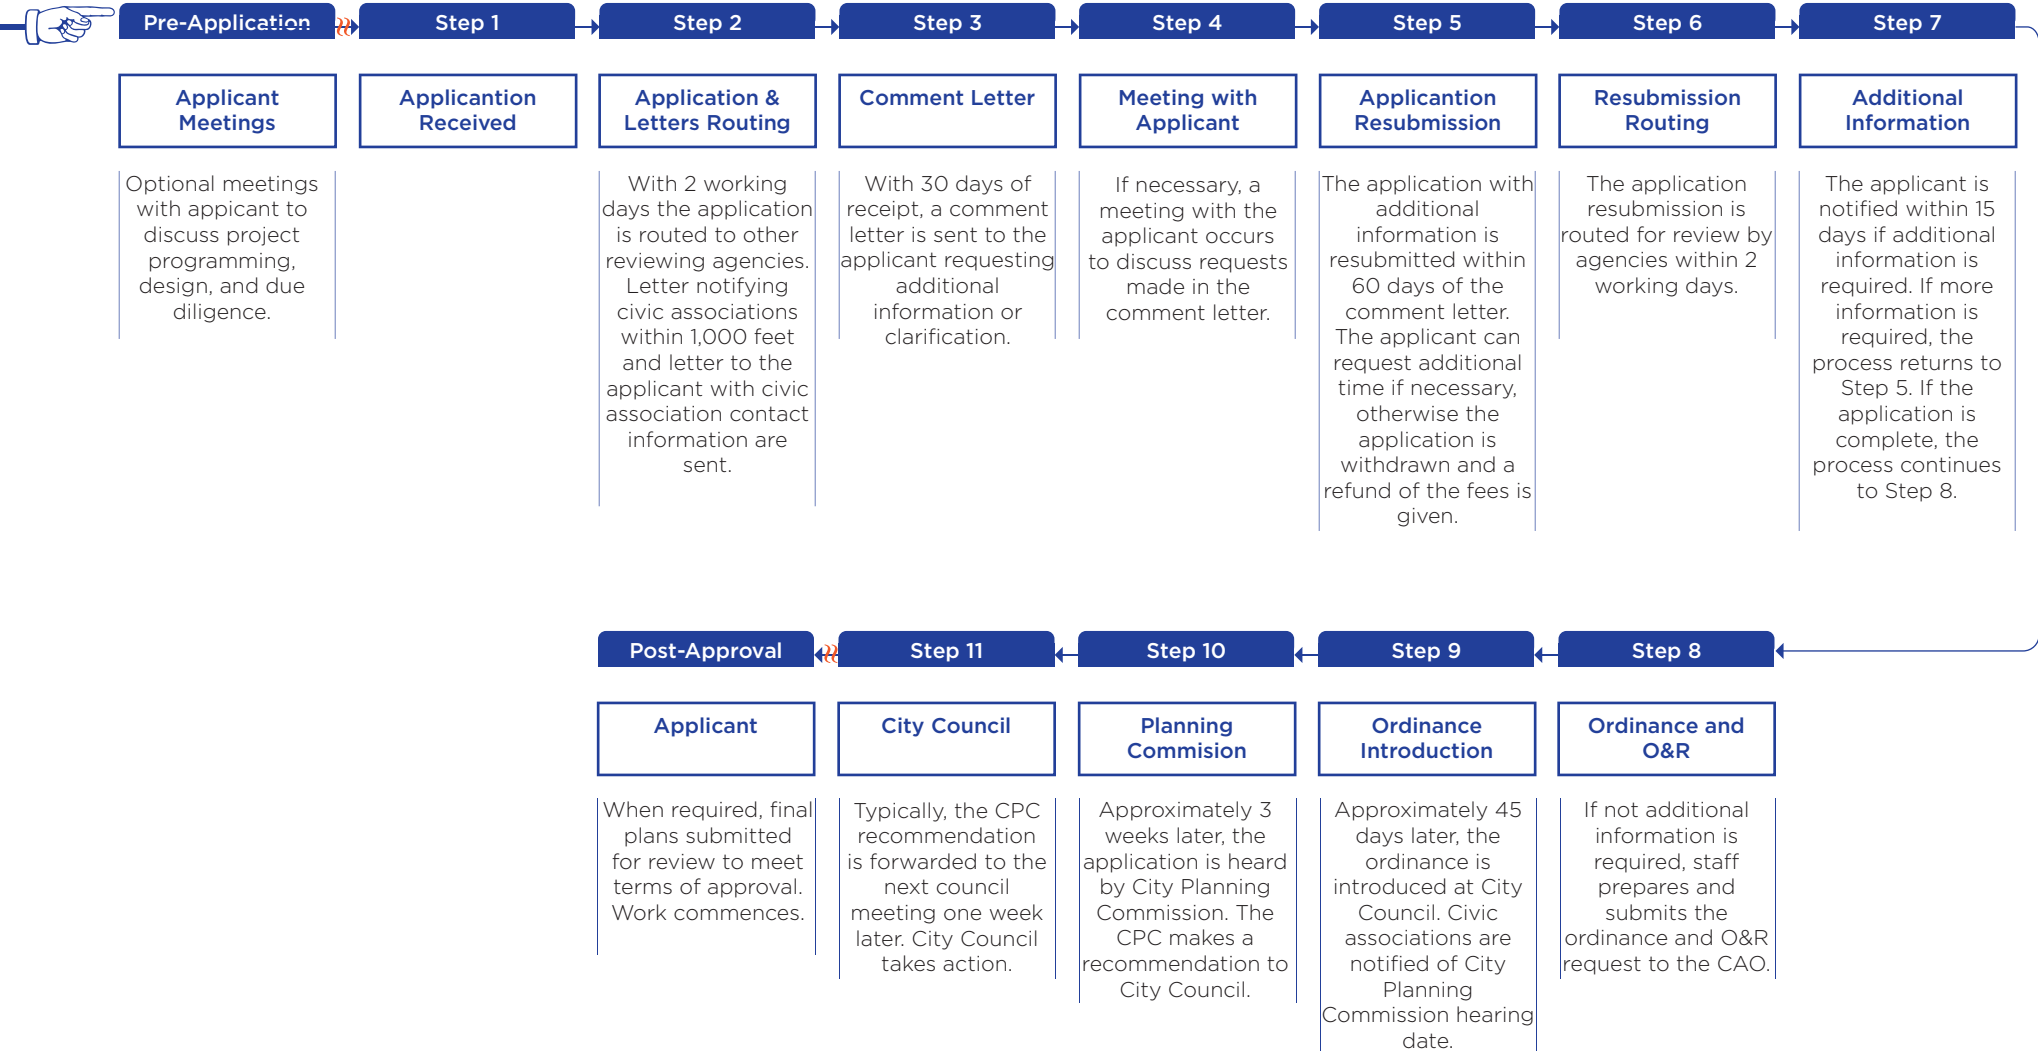 Pre-Application
Step 1
Step 2
Step 3
Step 4
Step 5
Step 6
Step 7
Applicant
Meetings
Applicantion
Received
Application &
Letters Routing
Comment Letter
Meeting with
Applicant
Applicantion
Resubmission
Resubmission
Routing
Additional
Information
Optional meetings
with appicant to
discuss project
programming,
design, and due
diligence.
With 2 working
days the application
is routed to other
reviewing agencies.
Letter notifying
civic associations
within 1,000 feet
and letter to the
applicant with civic
association contact
information are
sent.
With 30 days of
receipt, a comment
letter is sent to the
applicant requesting
additional
information or
clarification.
If necessary, a
meeting with the
applicant occurs
to discuss requests
made in the
comment letter.
The application with
additional
information is
resubmitted within
60 days of the
comment letter.
The applicant can
request additional
time if necessary,
otherwise the
application is
withdrawn and a
refund of the fees is
given.
The application
resubmission is
routed for review by
agencies within 2
working days.
The applicant is
notified within 15
days if additional
information is
required. If more
information is
required, the
process returns to
Step 5. If the
application is
complete, the
process continues
to Step 8.
Post-Approval
Step 11
Step 10
Step 9
Step 8
Applicant
City Council
Planning
Commision
Ordinance
Introduction
Ordinance and
O&R
When required, final
plans submitted
for review to meet
terms of approval.
Work commences.
Typically, the CPC
recommendation
is forwarded to the
next council
meeting one week
later. City Council
takes action.
Approximately 3
weeks later, the
application is heard
by City Planning
Commission. The
CPC makes a
recommendation to
City Council.
Approximately 45
days later, the
ordinance is
introduced at City
Council. Civic
associations are
notified of City
Planning
Commission hearing
date.
If not additional
information is
required, staff
prepares and
submits the
ordinance and O&R
request to the CAO.